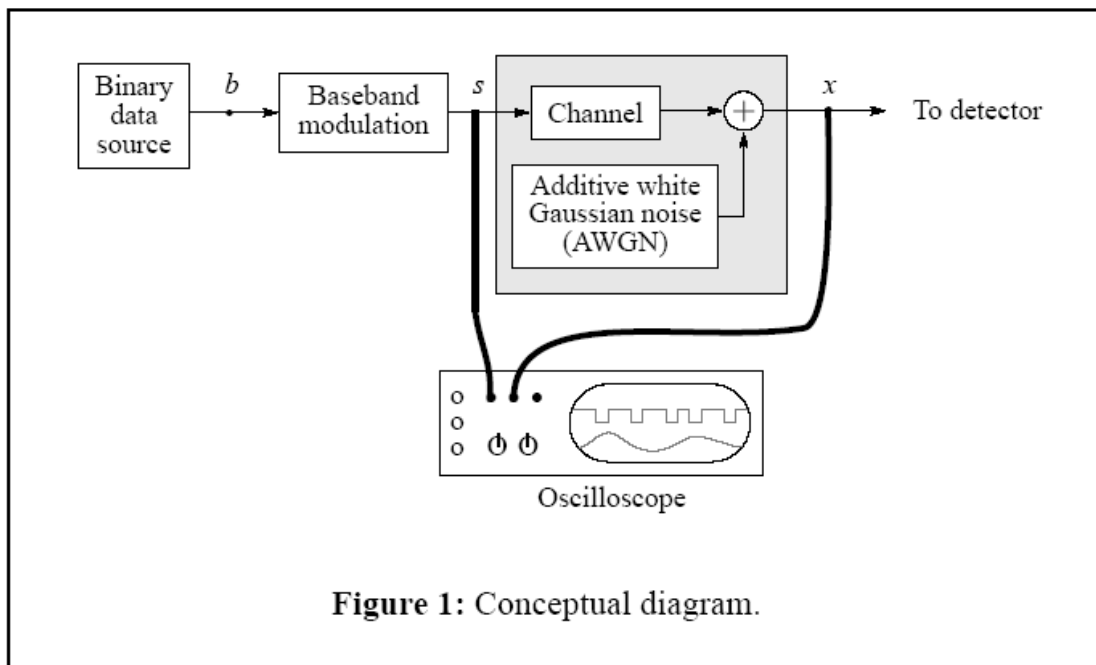 Binary
data
source
b
Baseband
modulation
s
Channel
+
x
To detector
Additive white
Gaussian noise
(AWGN)
Oscilloscope
Figure 1: Conceptual diagram.